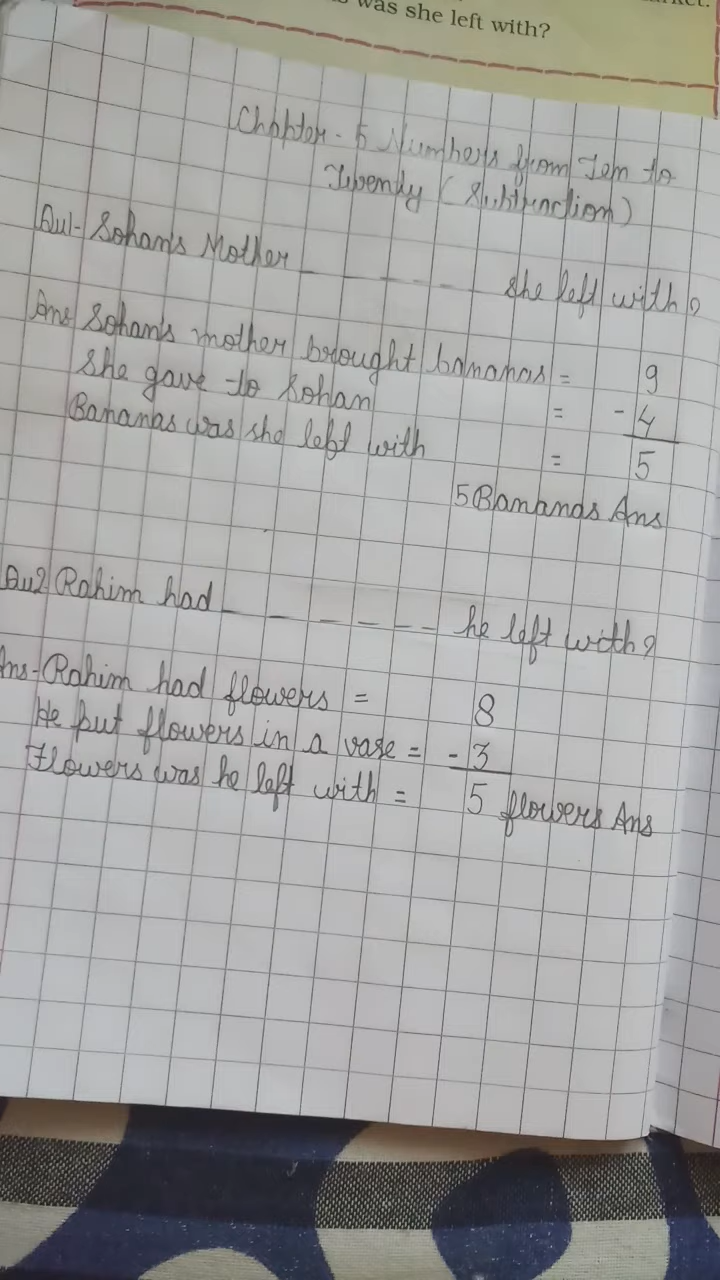 was she left with?
Chapter - 5 Numbers from Ten to
Twenty (Subtraction)
Qu1- Sohan's Mother _ _ _ _ _ she left with?
Ans Sohan's mother brought bananas = 9
She gave to Sohan = - 4
Bananas was she left with = 5
5 Bananas Ans
Qu2 Rahim had _ _ _ _ _ _ he left with?
Ans- Rahim had flowers = 8
He put flowers in a vase = - 3
Flowers was he left with = 5 flowers Ans